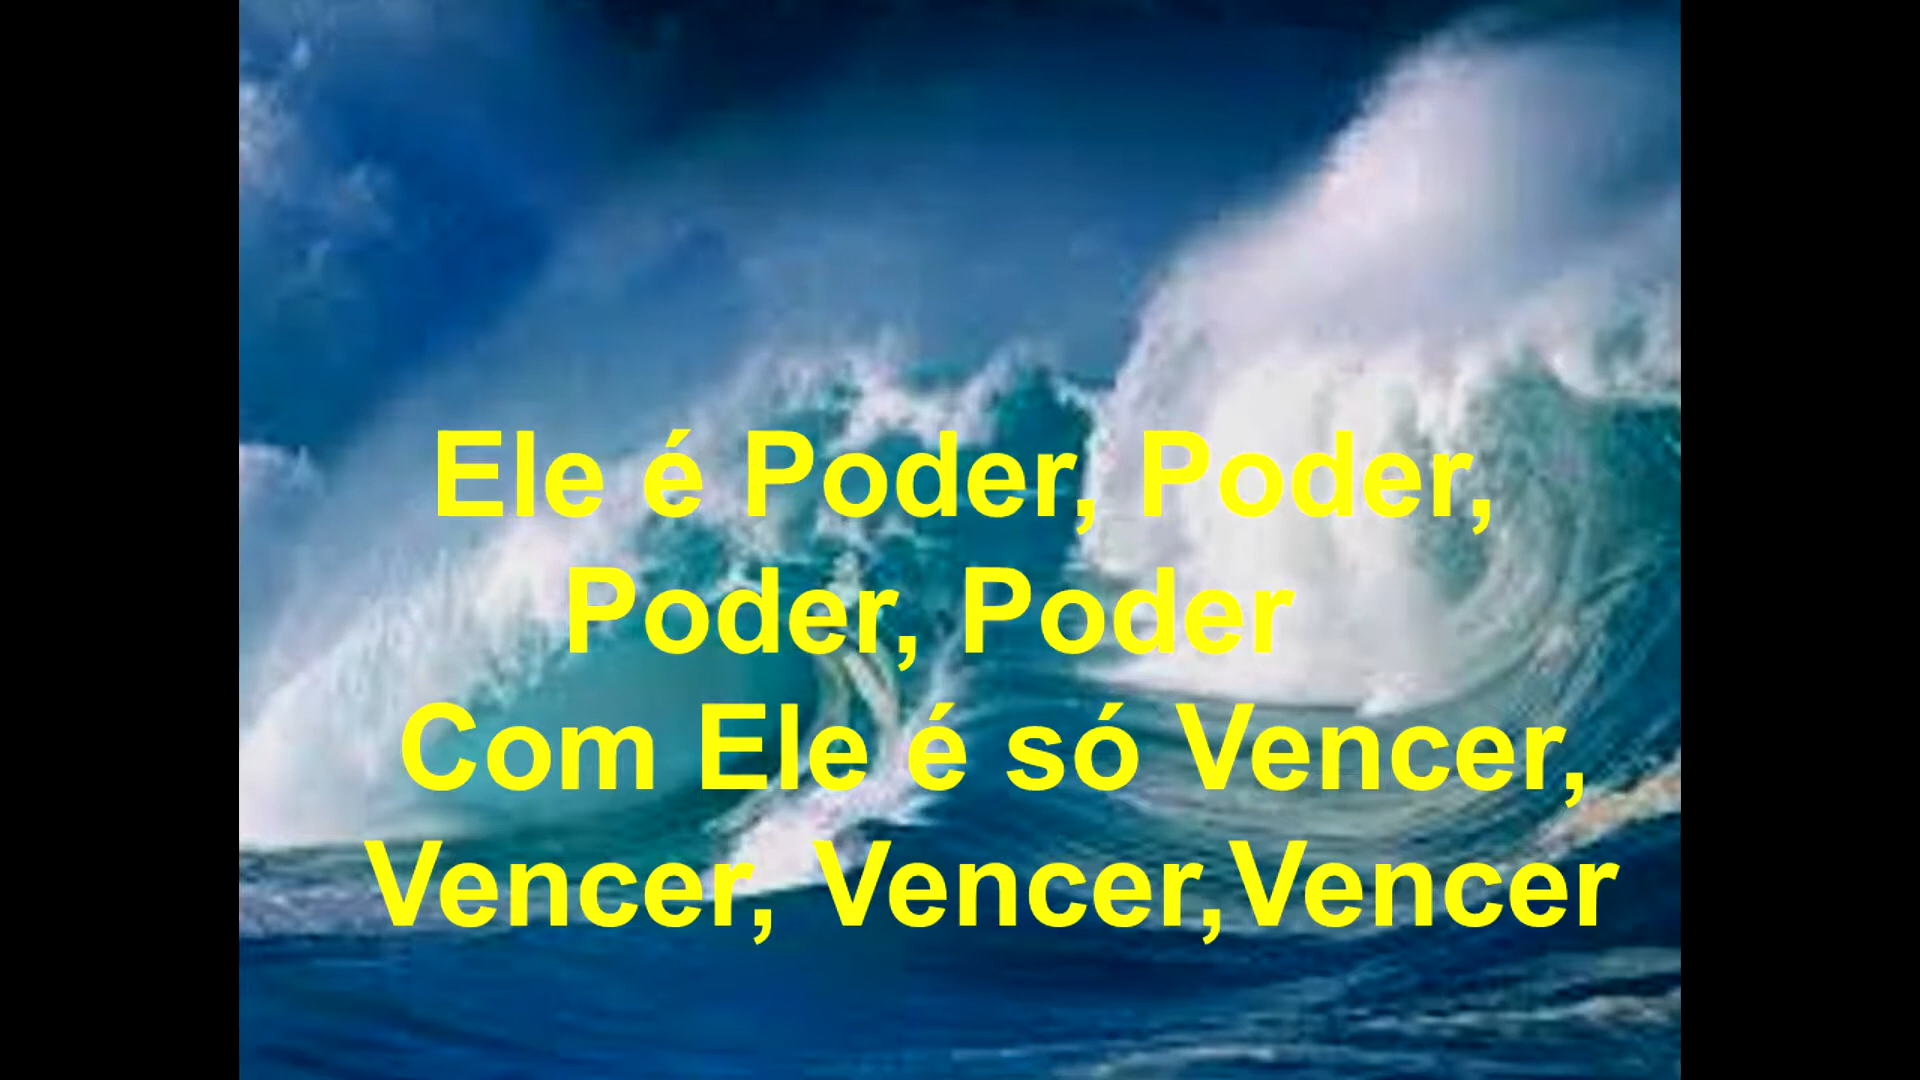 Ele é Poder, Poder,
Poder, Poder
Com Ele é só Vencer,
Vencer, Vencer,Vencer